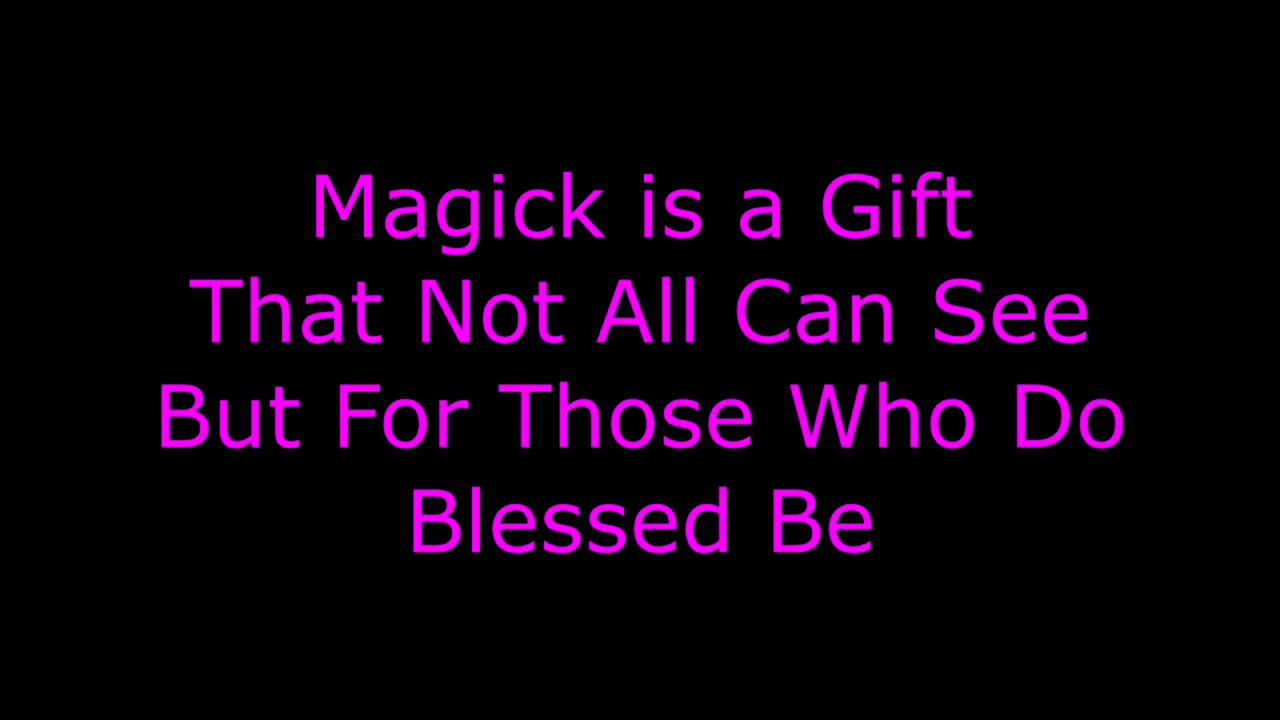 Magick is a Gift
That Not All Can See
But For Those Who Do
Blessed Be